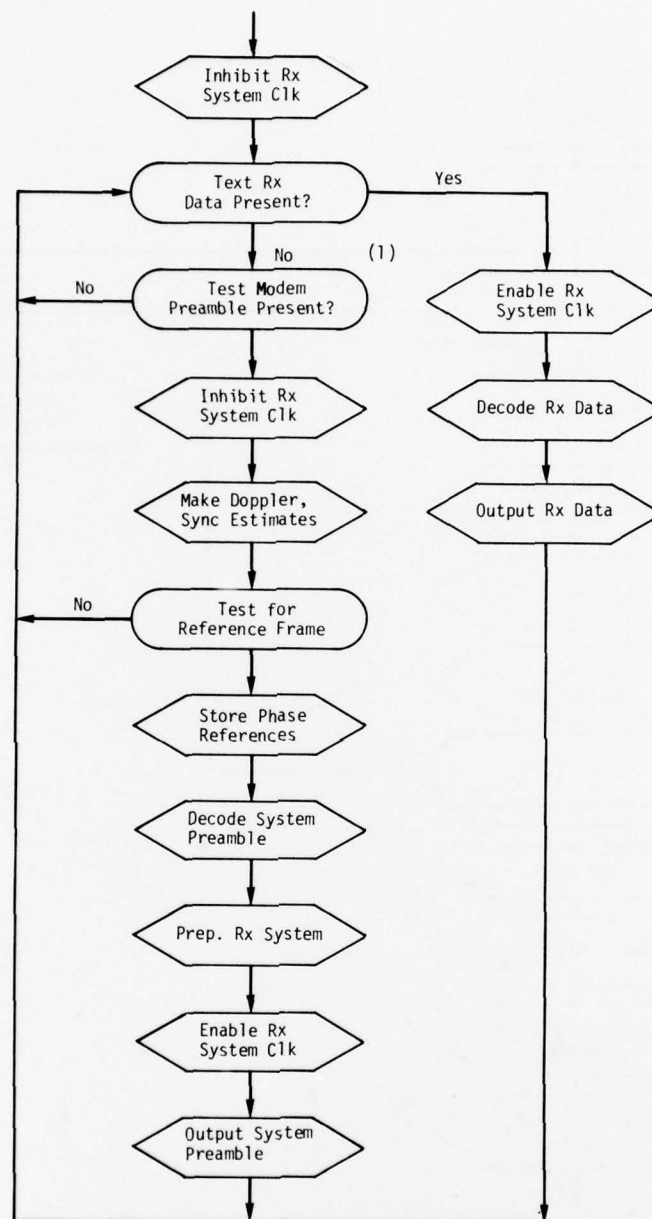 Inhibit Rx
System Clk
Text Rx
Data Present?
Yes
No
(1)
No
Test Modem
Preamble Present?
Enable Rx
System Clk
Inhibit Rx
System Clk
Decode Rx Data
Make Doppler,
Sync Estimates
Output Rx Data
No
Test for
Reference Frame
Store Phase
References
Decode System
Preamble
Prep. Rx System
Enable Rx
System Clk
Output System
Preamble